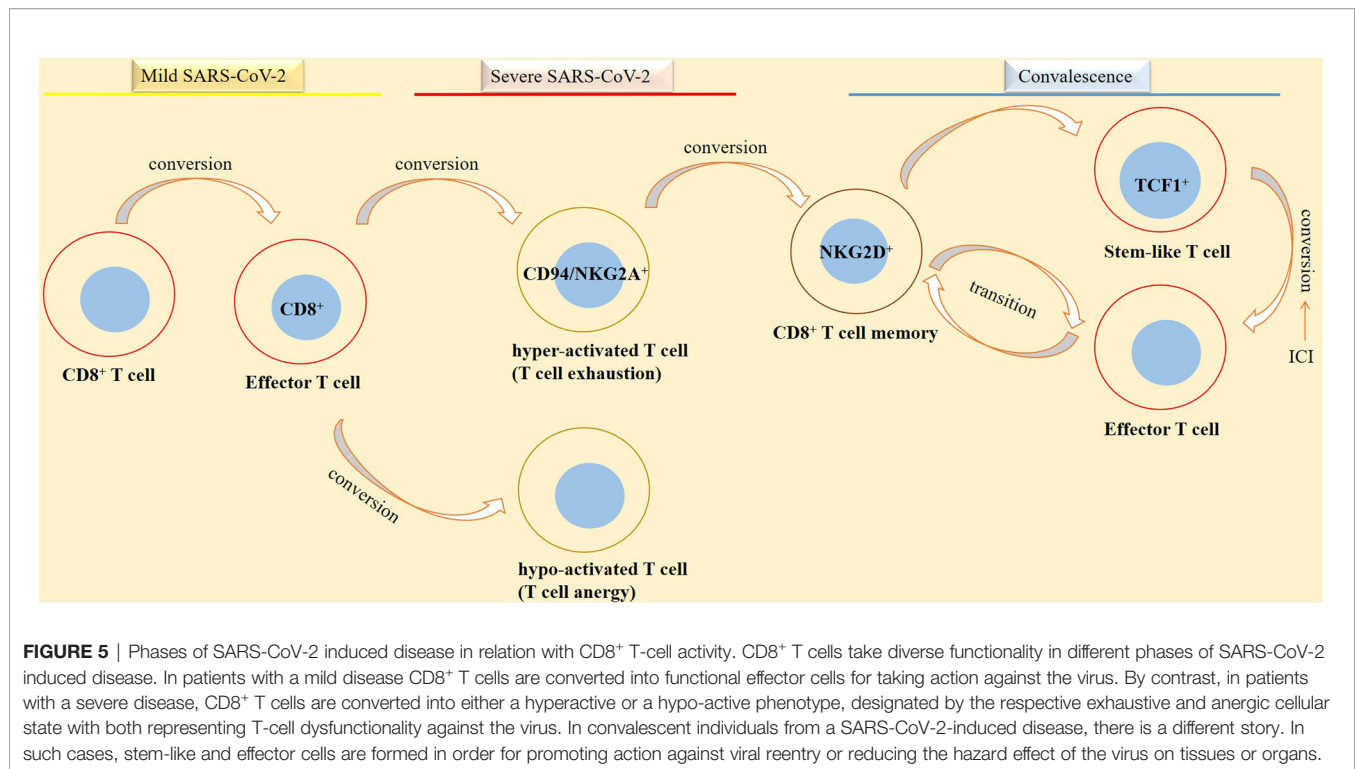 Mild SARS-CoV-2
Severe SARS-CoV-2
Convalescence
conversion
conversion
conversion
CD8⁺ T cell
CD8⁺
Effector T cell
CD94/NKG2A⁺
hyper-activated T cell
(T cell exhaustion)
conversion
hypo-activated T cell
(T cell anergy)
NKG2D⁺
CD8⁺ T cell memory
transition
TCF1⁺
Stem-like T cell
conversion
ICI
Effector T cell
FIGURE 5 | Phases of SARS-CoV-2 induced disease in relation with CD8⁺ T-cell activity. CD8⁺ T cells take diverse functionality in different phases of SARS-CoV-2
induced disease. In patients with a mild disease CD8⁺ T cells are converted into functional effector cells for taking action against the virus. By contrast, in patients
with a severe disease, CD8⁺ T cells are converted into either a hyperactive or a hypo-active phenotype, designated by the respective exhaustive and anergic cellular
state with both representing T-cell dysfunctionality against the virus. In convalescent individuals from a SARS-CoV-2-induced disease, there is a different story. In
such cases, stem-like and effector cells are formed in order for promoting action against viral reentry or reducing the hazard effect of the virus on tissues or organs.